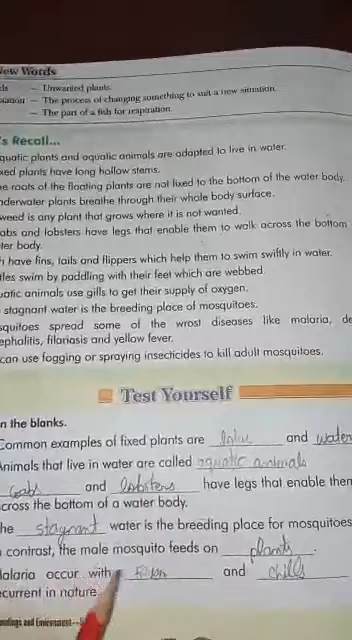 New Words
ds — Unwanted plants.
tation — The process of changing something to suit a new situation.
— The part of a fish for respiration.
's Recall...
quatic plants and aquatic animals are adapted to live in water.
xed plants have long hollow stems.
he roots of the floating plants are not fixed to the bottom of the water body.
nderwater plants breathe through their whole body surface.
weed is any plant that grows where it is not wanted.
abs and lobsters have legs that enable them to walk across the bottom
ter body.
h have fins, tails and flippers which help them to swim swiftly in water.
tles swim by paddling with their feet which are webbed.
uatic animals use gills to get their supply of oxygen.
stagnant water is the breeding place of mosquitoes.
squitoes spread some of the wrost diseases like malaria, de
ephalitis, filariasis and yellow fever.
can use fogging or spraying insecticides to kill adult mosquitoes.
Test Yourself
n the blanks.
Common examples of fixed plants are lotus and water
Animals that live in water are called aquatic animals
crabs and lobsters have legs that enable them
cross the bottom of a water body.
he stagnant water is the breeding place for mosquitoes
contrast, the male mosquito feeds on plants.
Malaria occur with and chills
ecurrent in nature.